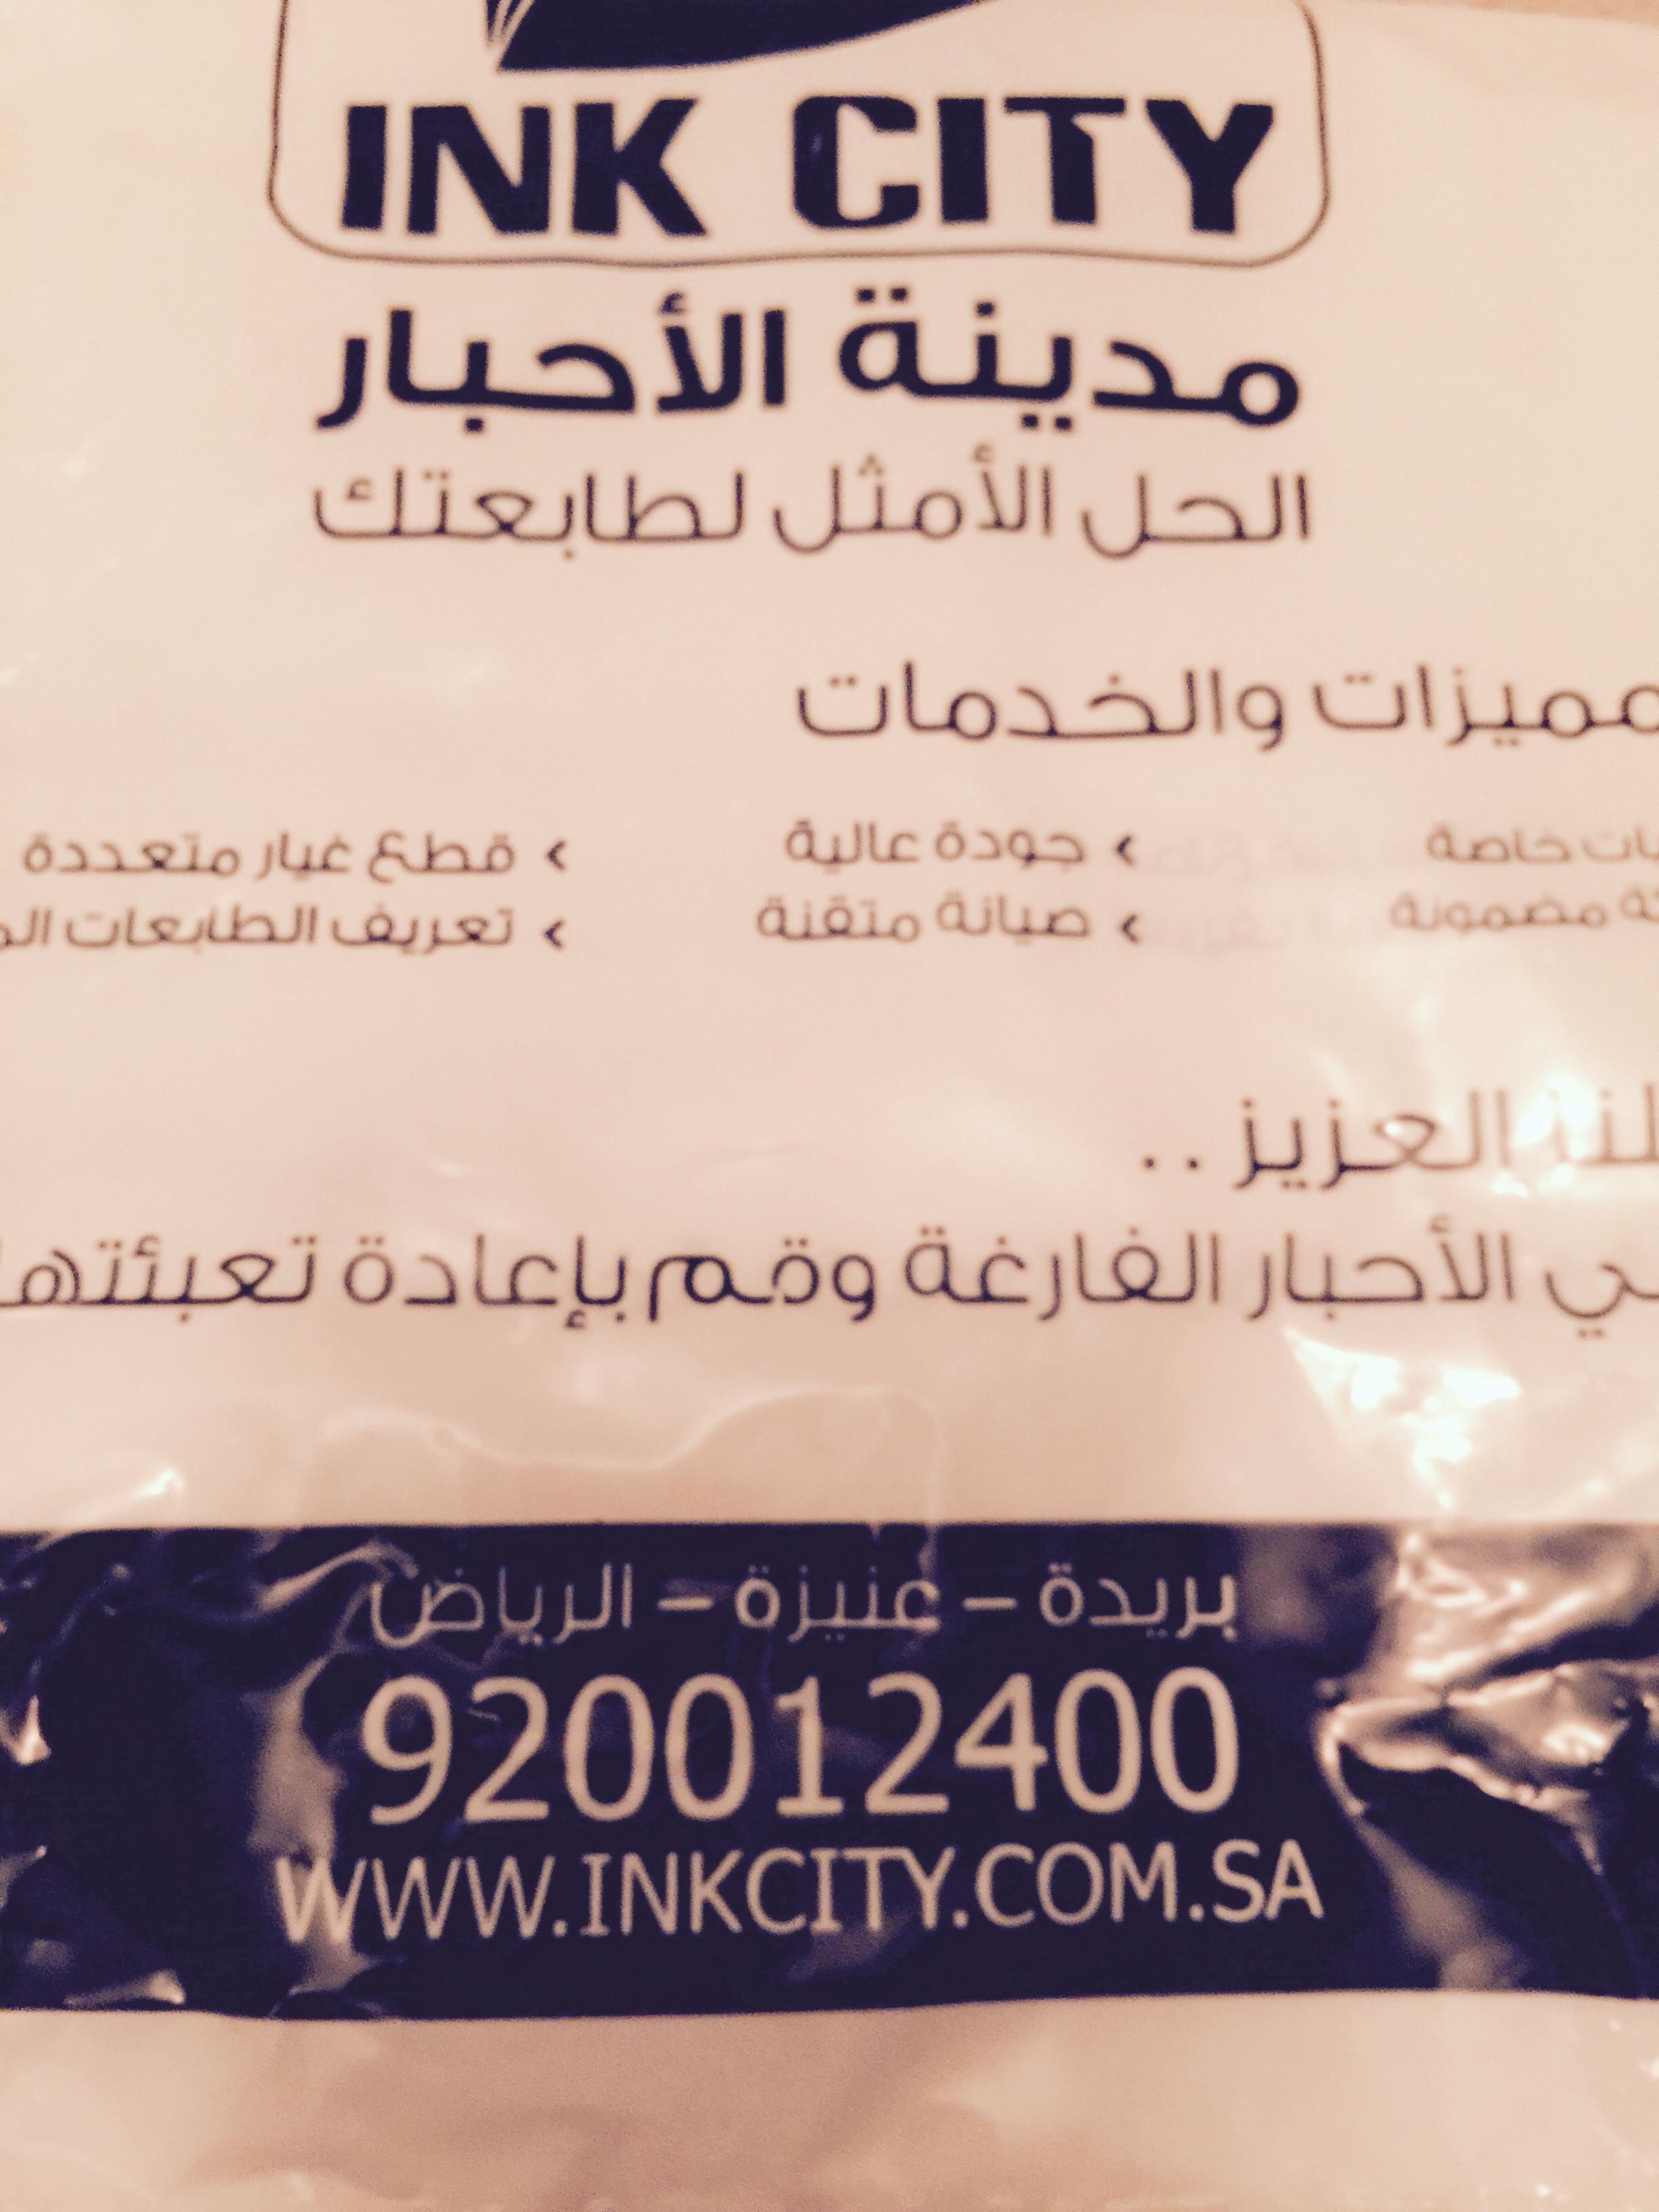 INK CITY
مدينة الأحبار
الحل الأمثل لطابعتك
والخدمات
خاصة
› جودة عالية
› قطع غيار متعددة
مضمونة
› صيانة متقنة
› تعريف الطابعات
العزيز ..
الأحبار الفارغة وقم بإعادة تعبئتها
بريدة – عنيزة – الرياض
920012400
WWW.INKCITY.COM.SA